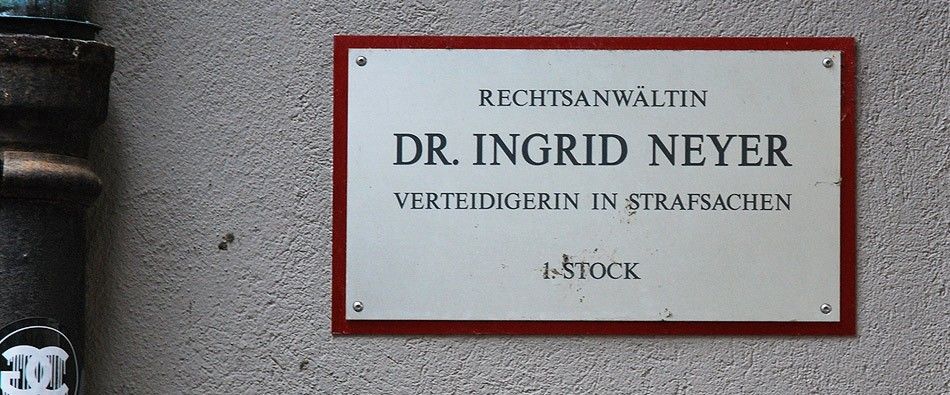 RECHTSANWÄLTIN
DR. INGRID NEYER
VERTEIDIGERIN IN STRAFSACHEN
1. STOCK